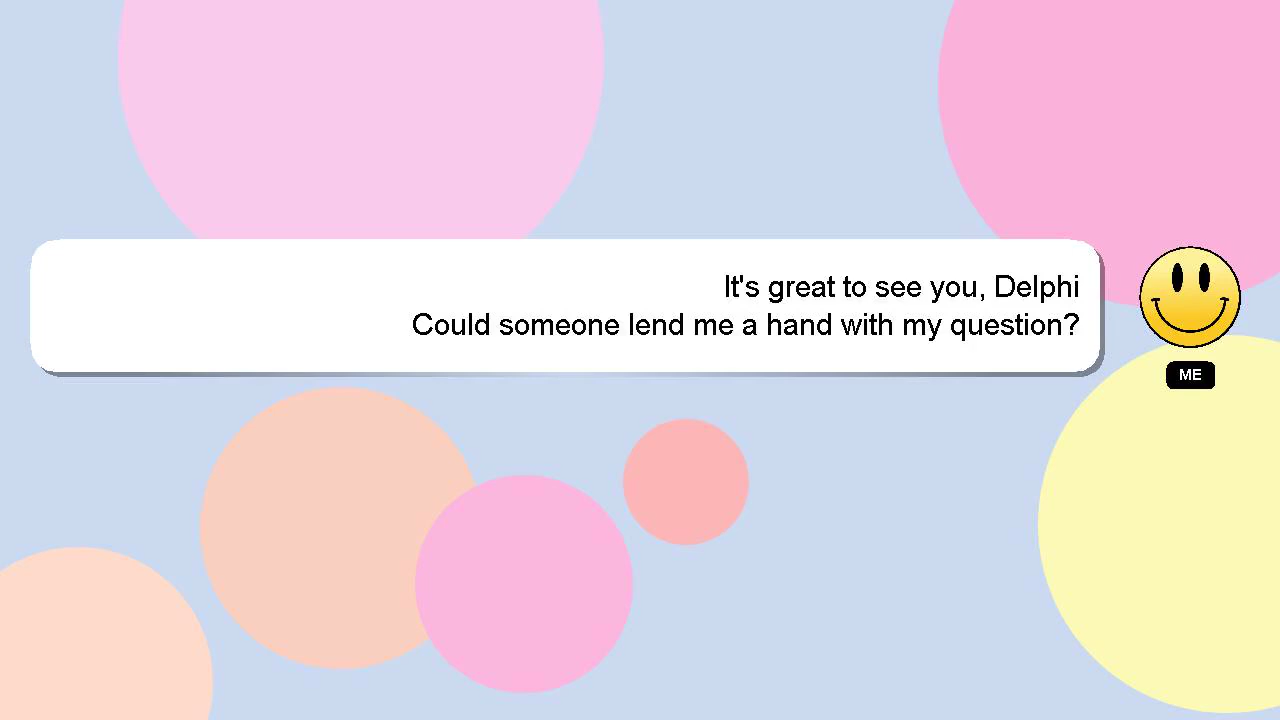 It's great to see you, Delphi
Could someone lend me a hand with my question?
ME